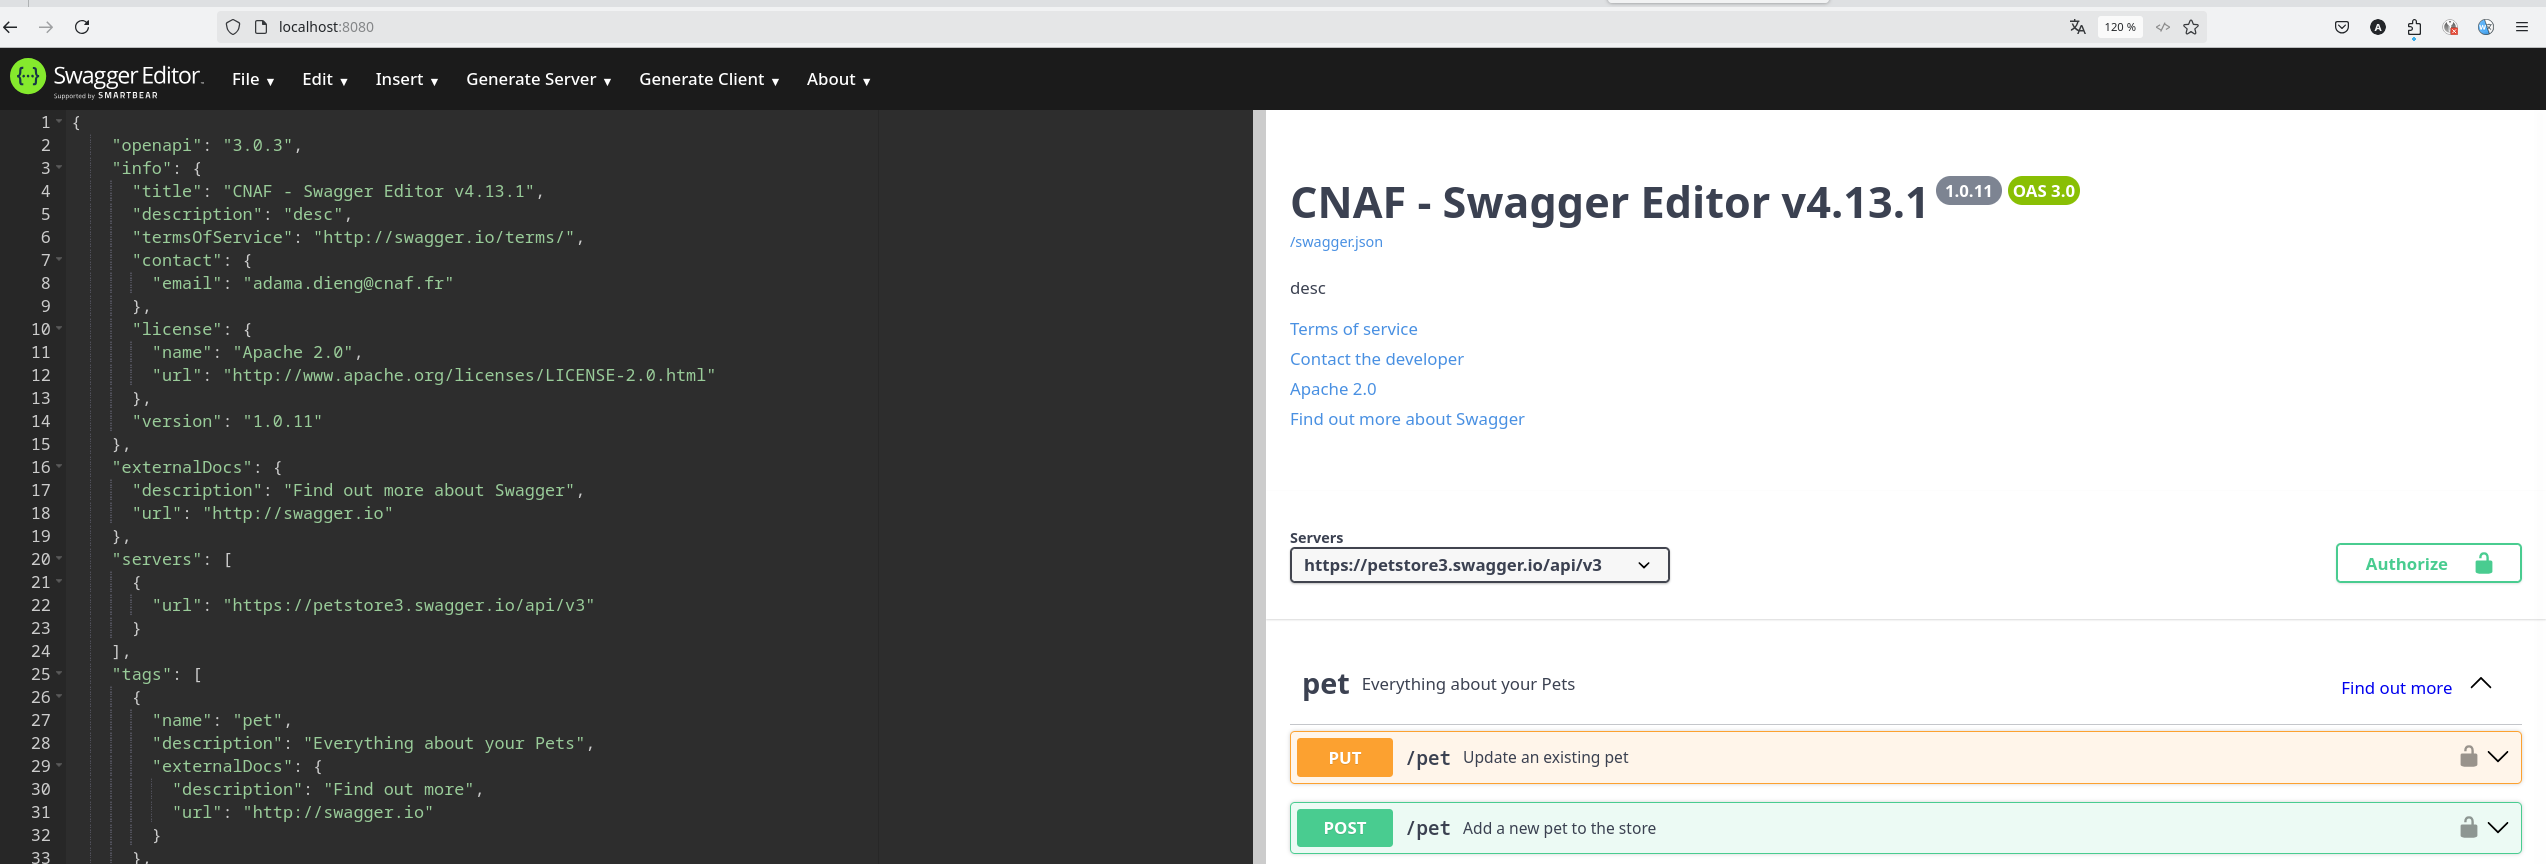 localhost:8080
120 %
Swagger Editor
Supported by SMARTBEAR
File Edit Insert Generate Server Generate Client About
1 {
2 "openapi": "3.0.3",
3 "info": {
4 "title": "CNAF - Swagger Editor v4.13.1",
5 "description": "desc",
6 "termsOfService": "http://swagger.io/terms/",
7 "contact": {
8 "email": "adama.dieng@cnaf.fr"
9 },
10 "license": {
11 "name": "Apache 2.0",
12 "url": "http://www.apache.org/licenses/LICENSE-2.0.html"
13 },
14 "version": "1.0.11"
15 },
16 "externalDocs": {
17 "description": "Find out more about Swagger",
18 "url": "http://swagger.io"
19 },
20 "servers": [
21 {
22 "url": "https://petstore3.swagger.io/api/v3"
23 }
24 ],
25 "tags": [
26 {
27 "name": "pet",
28 "description": "Everything about your Pets",
29 "externalDocs": {
30 "description": "Find out more",
31 "url": "http://swagger.io"
32 }
33 },
CNAF - Swagger Editor v4.13.1 1.0.11 OAS 3.0
/swagger.json
desc
Terms of service
Contact the developer
Apache 2.0
Find out more about Swagger
Servers
https://petstore3.swagger.io/api/v3
Authorize
pet Everything about your Pets
Find out more
PUT /pet Update an existing pet
POST /pet Add a new pet to the store